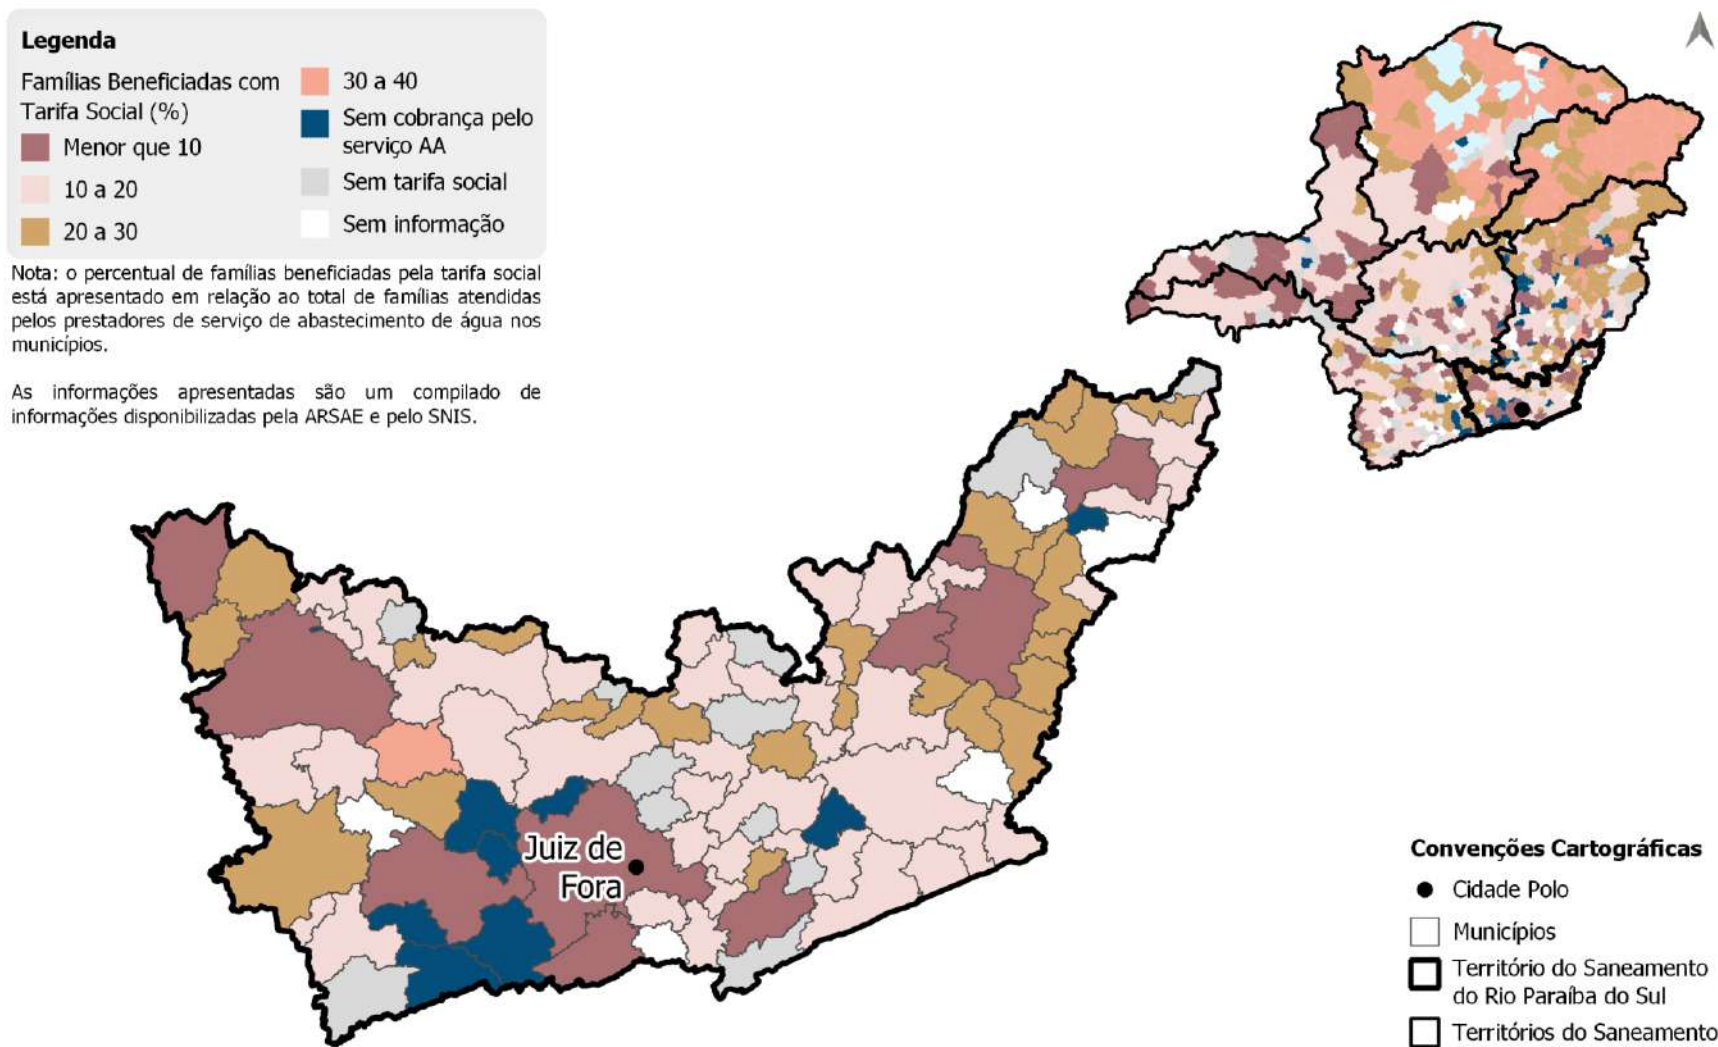 Legenda
Famílias Beneficiadas com
Tarifa Social (%)
Menor que 10
10 a 20
20 a 30
30 a 40
Sem cobrança pelo
serviço AA
Sem tarifa social
Sem informação
Nota: o percentual de famílias beneficiadas pela tarifa social
está apresentado em relação ao total de famílias atendidas
pelos prestadores de serviço de abastecimento de água nos
municípios.
As informações apresentadas são um compilado de
informações disponibilizadas pela ARSAE e pelo SNIS.
Juiz de
Fora
Convenções Cartográficas
Cidade Polo
Municípios
Território do Saneamento
do Rio Paraíba do Sul
Territórios do Saneamento